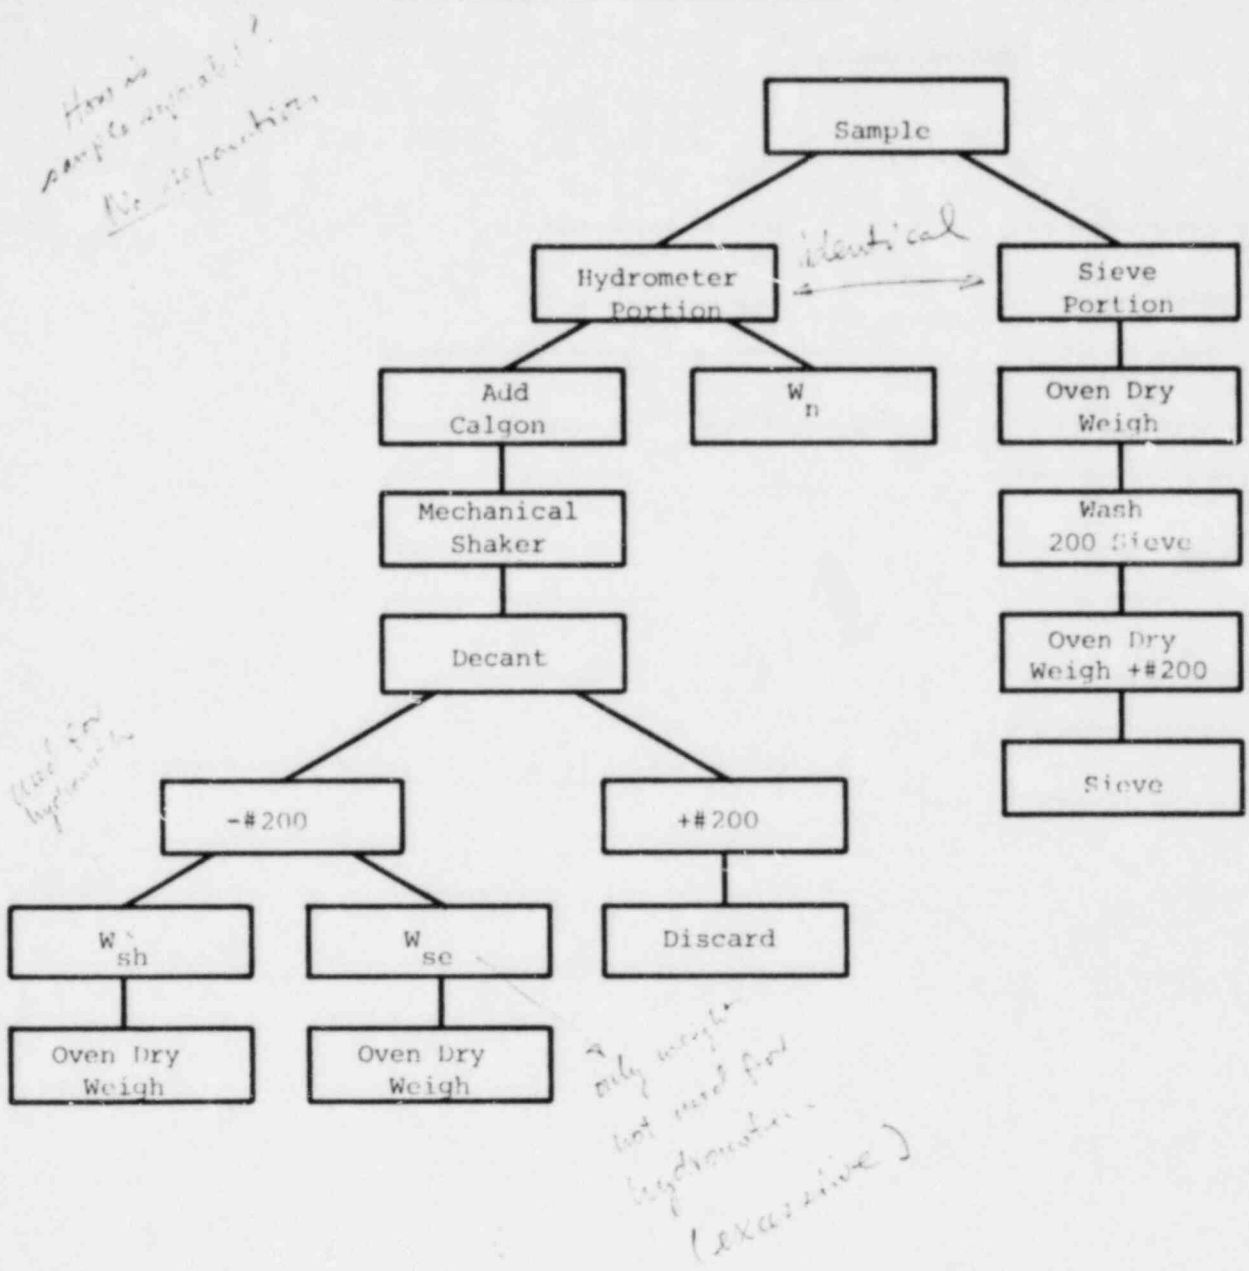 How is
sample separated?
No separation
Sample
identical
Hydrometer
Portion
Sieve
Portion
Add
Calgon
W
n
Oven Dry
Weigh
Mechanical
Shaker
Wash
200 Sieve
Decant
Oven Dry
Weigh +#200
Sieve
used for
-#200
+#200
W
sh
W
se
Discard
Oven Dry
Weigh
Oven Dry
Weigh
only weight
not used for
hydrometer
(excessive)